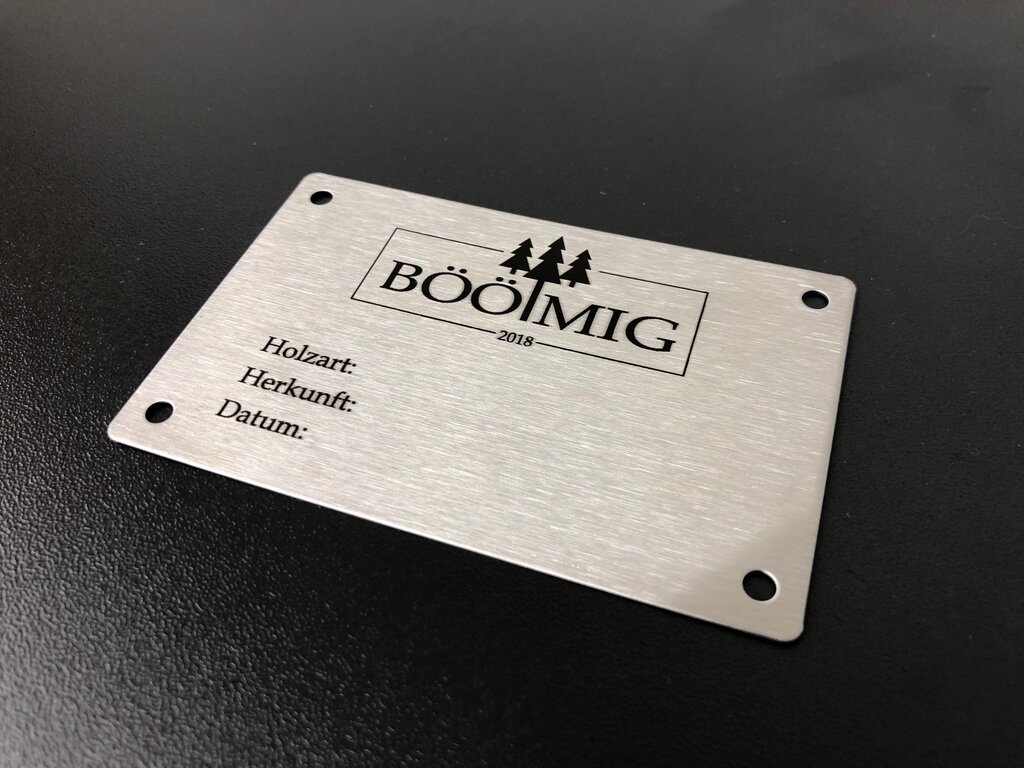 BÖÖMIG
2018
Holzart:
Herkunft:
Datum: